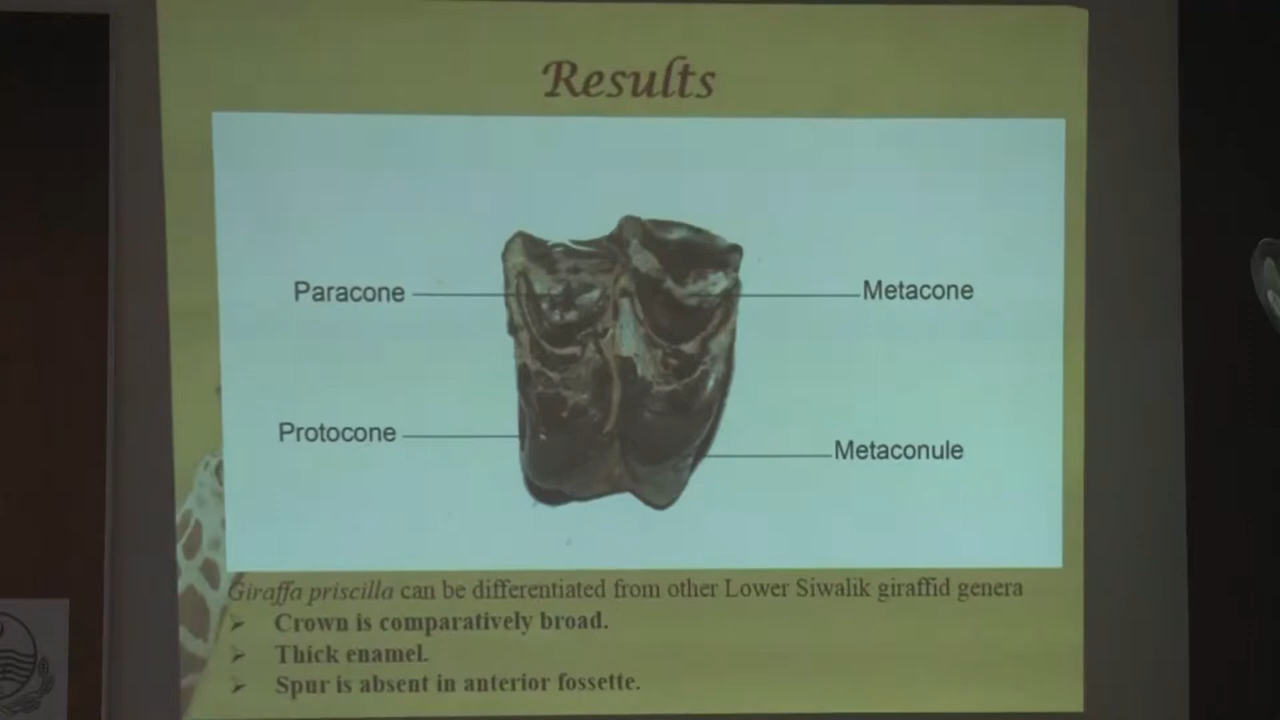 Results
Paracone
Metacone
Protocone
Metaconule
Giraffa priscilla can be differentiated from other Lower Siwalik giraffid genera
Crown is comparatively broad.
Thick enamel.
Spur is absent in anterior fossette.